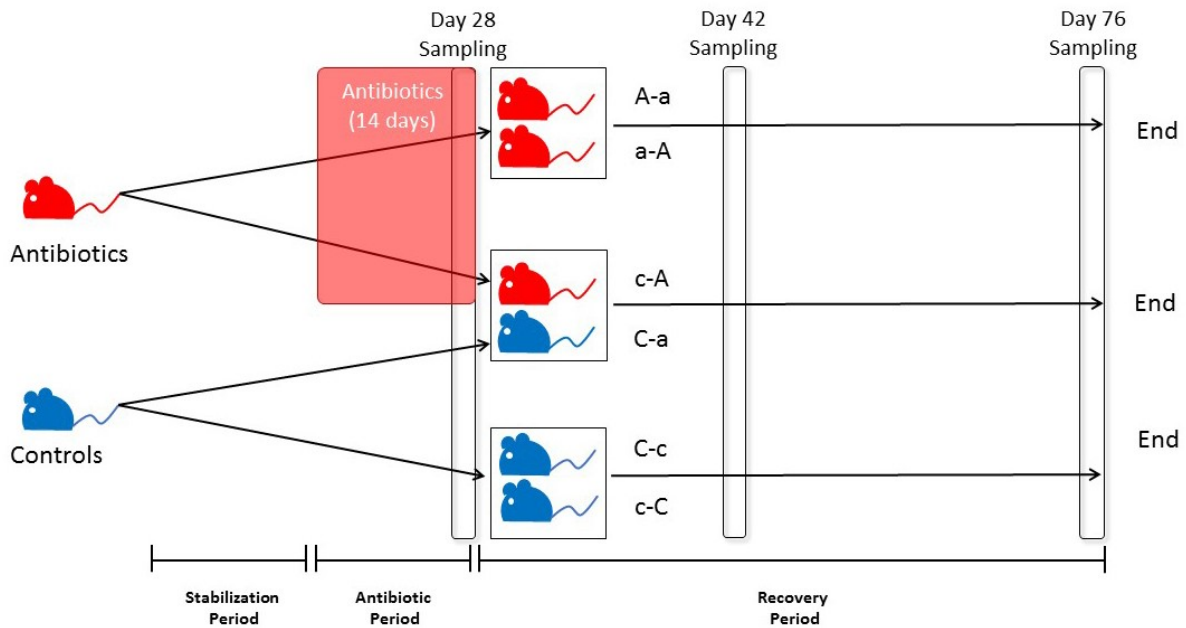 Day 28
Sampling
Day 42
Sampling
Day 76
Sampling
Antibiotics
(14 days)
A-a
a-A
End
Antibiotics
c-A
C-a
End
Controls
C-c
c-C
End
Stabilization
Period
Antibiotic
Period
Recovery
Period